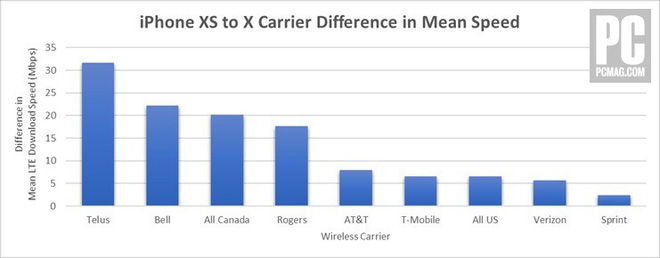 iPhone XS to X Carrier Difference in Mean Speed
PC
PCMAG.COM
Difference in
Mean LTE Download Speed (Mbps)
35
30
25
20
15
10
5
0
Telus Bell All Canada Rogers AT&T T-Mobile All US Verizon Sprint
Wireless Carrier